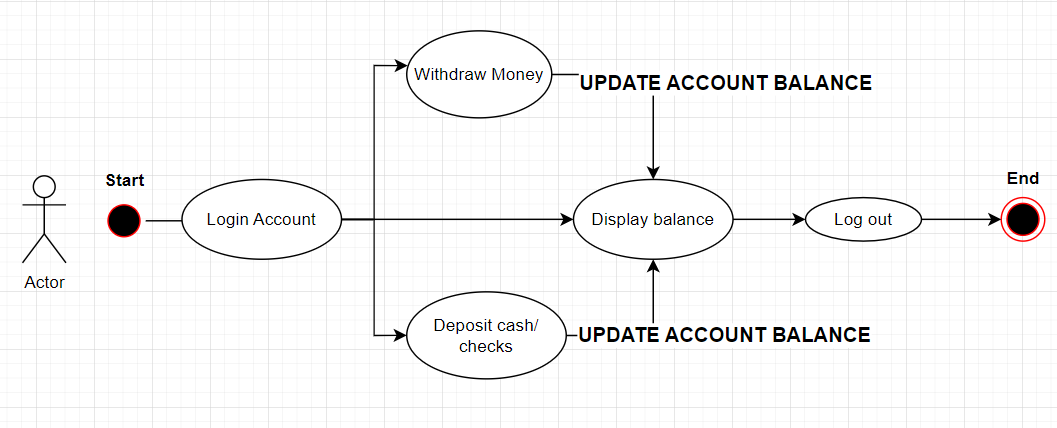 Withdraw Money
UPDATE ACCOUNT BALANCE
Start
End
Login Account
Display balance
Log out
Actor
Deposit cash/
checks
UPDATE ACCOUNT BALANCE